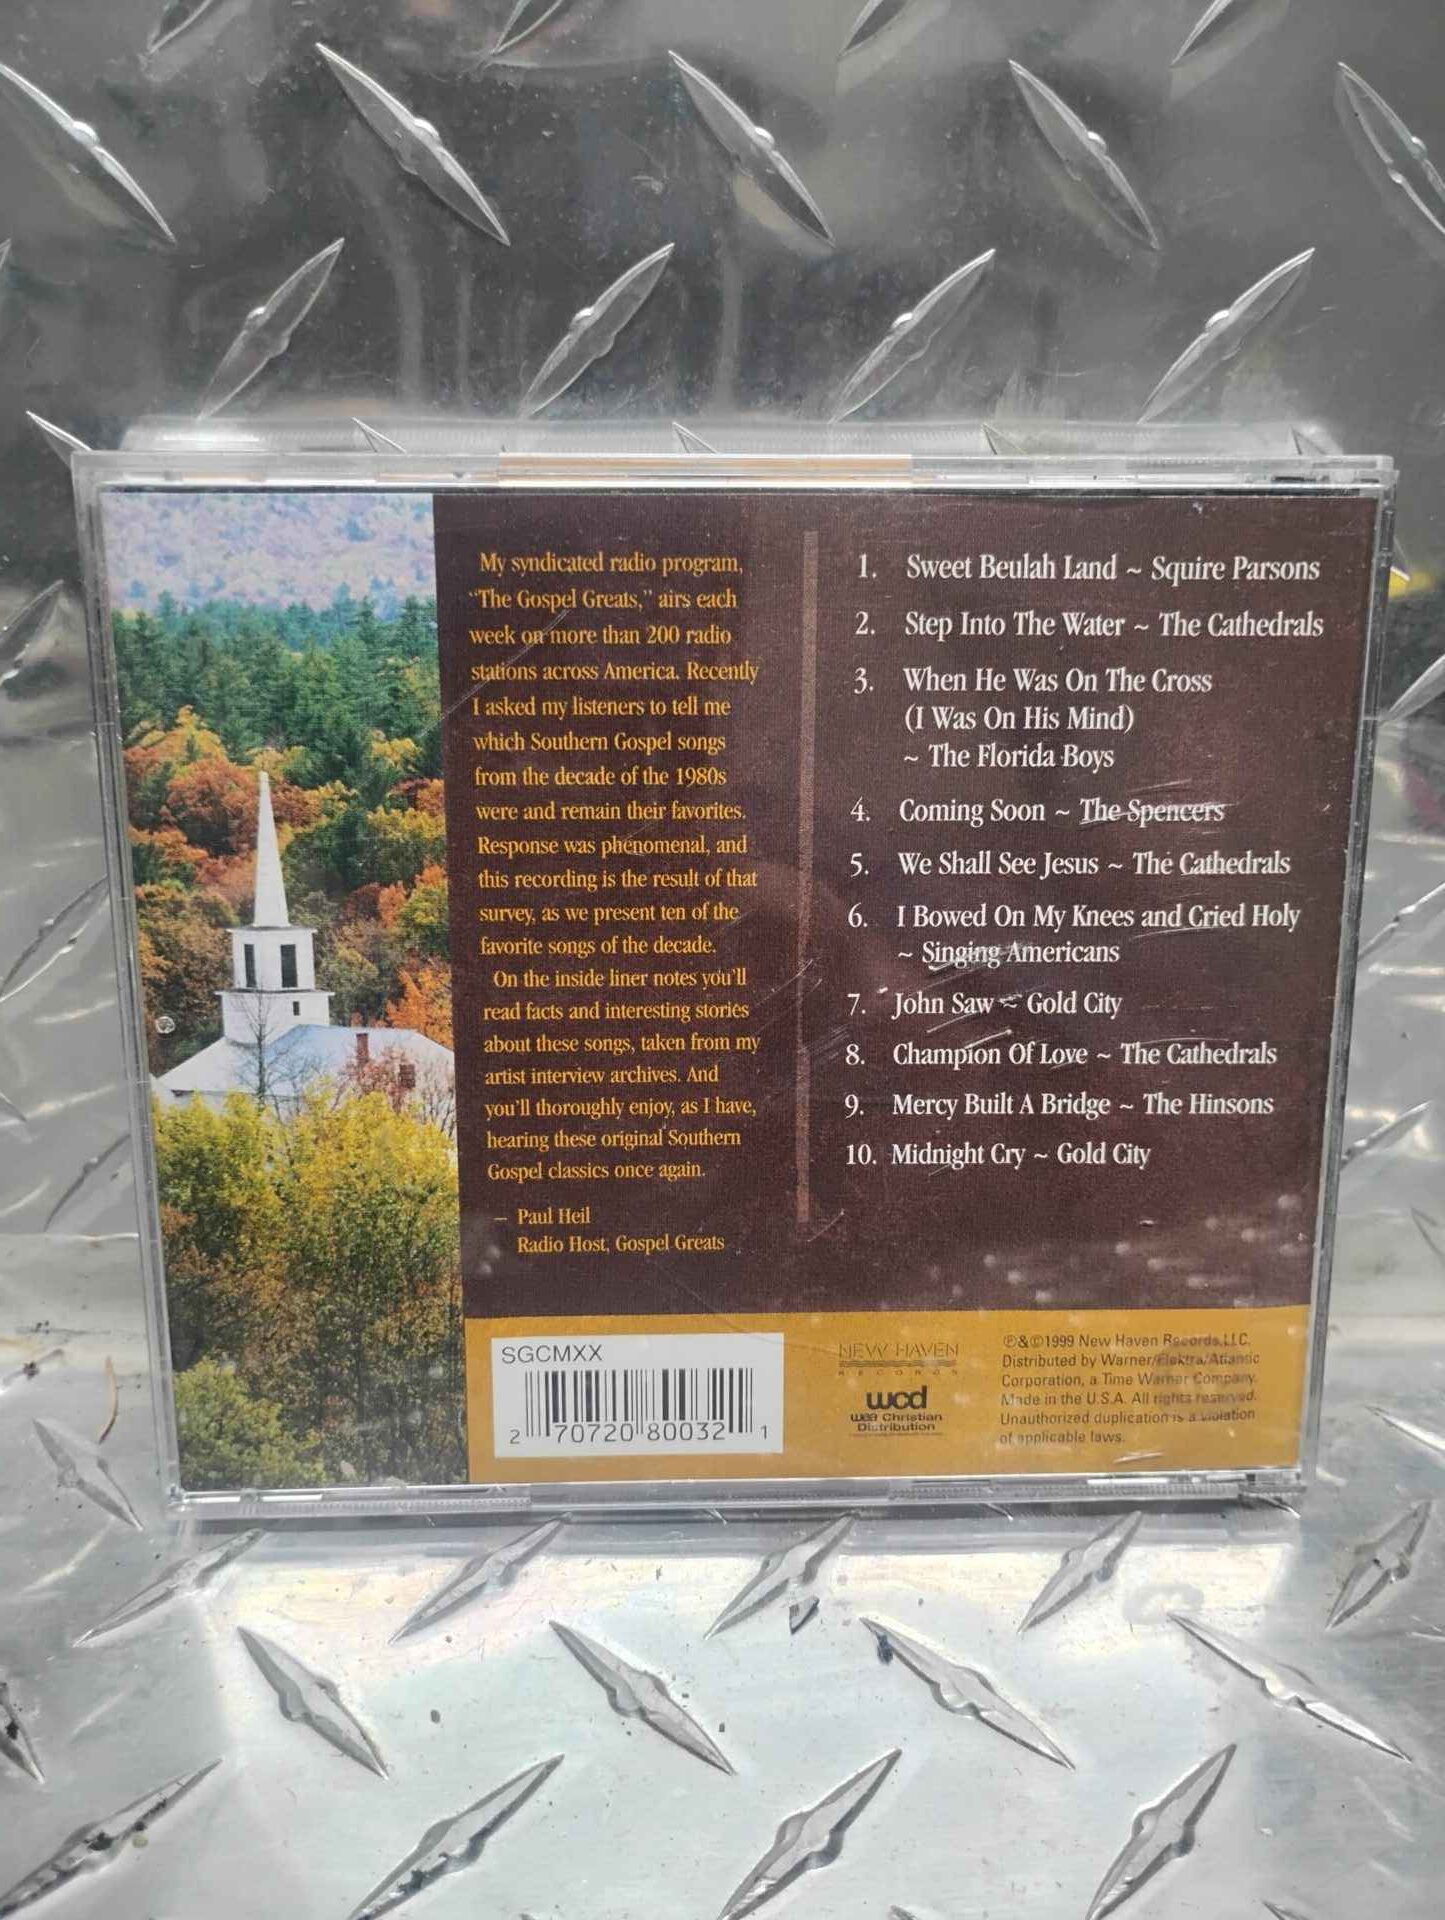 My syndicated radio program,
"The Gospel Greats," airs each
week on more than 200 radio
stations across America. Recently
I asked my listeners to tell me
which Southern Gospel songs
from the decade of the 1980s
were and remain their favorites.
Response was phenomenal, and
this recording is the result of that
survey, as we present ten of the
favorite songs of the decade.
On the inside liner notes you'll
read facts and interesting stories
about these songs, taken from my
artist interview archives. And
you'll thoroughly enjoy, as I have,
hearing these original Southern
Gospel classics once again.
— Paul Heil
Radio Host, Gospel Greats
1. Sweet Beulah Land ~ Squire Parsons
2. Step Into The Water ~ The Cathedrals
3. When He Was On The Cross
(I Was On His Mind)
~ The Florida Boys
4. Coming Soon ~ The Spencers
5. We Shall See Jesus ~ The Cathedrals
6. I Bowed On My Knees and Cried Holy
~ Singing Americans
7. John Saw ~ Gold City
8. Champion Of Love ~ The Cathedrals
9. Mercy Built A Bridge ~ The Hinsons
10. Midnight Cry ~ Gold City
SGCMXX
2 70720 80032 1
NEW HAVEN
RECORDS
wcd
wea Christian
Distribution
℗&©1999 New Haven Records,LLC.
Distributed by Warner/Elektra/Atlantic
Corporation, a Time Warner Company.
Made in the U.S.A. All rights reserved.
Unauthorized duplication is a violation
of applicable laws.